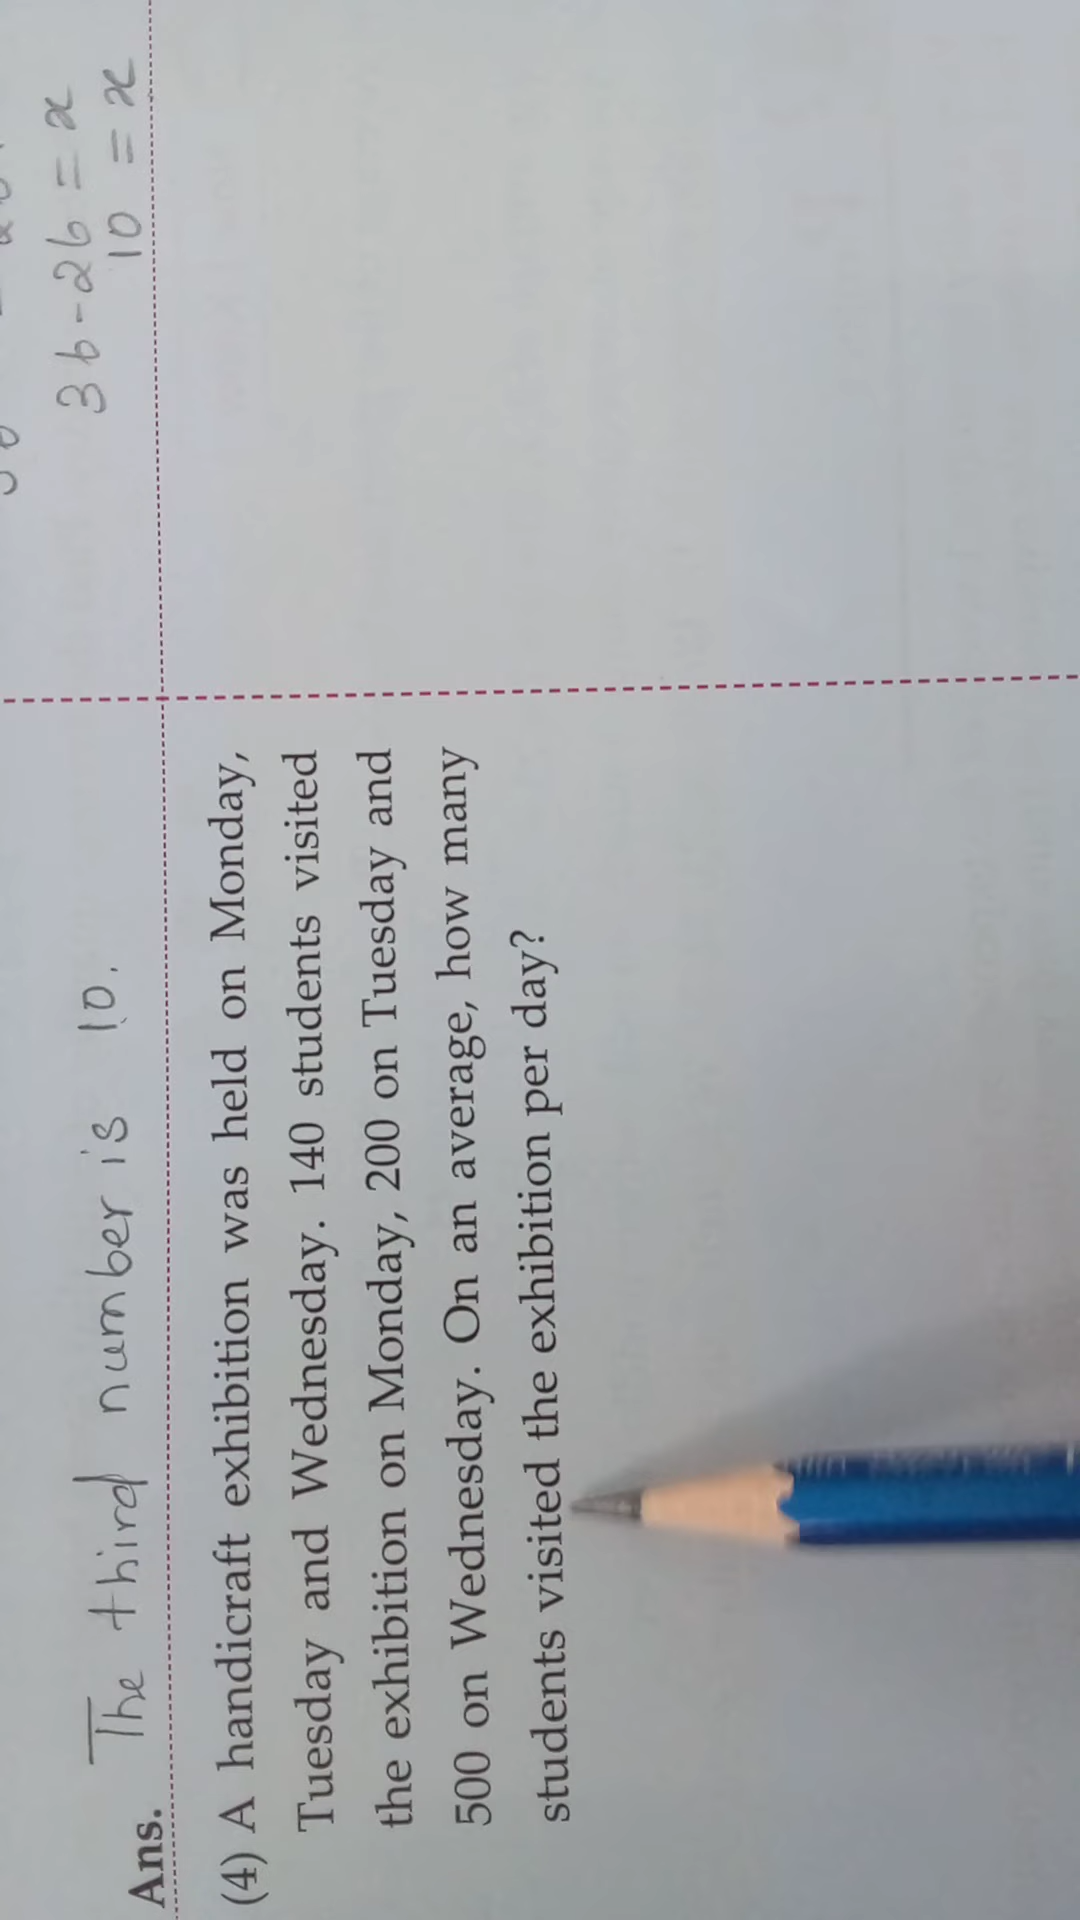 36-26 = x
10 = x
Ans. The third number is 10.
(4) A handicraft exhibition was held on Monday,
Tuesday and Wednesday. 140 students visited
the exhibition on Monday, 200 on Tuesday and
500 on Wednesday. On an average, how many
students visited the exhibition per day?